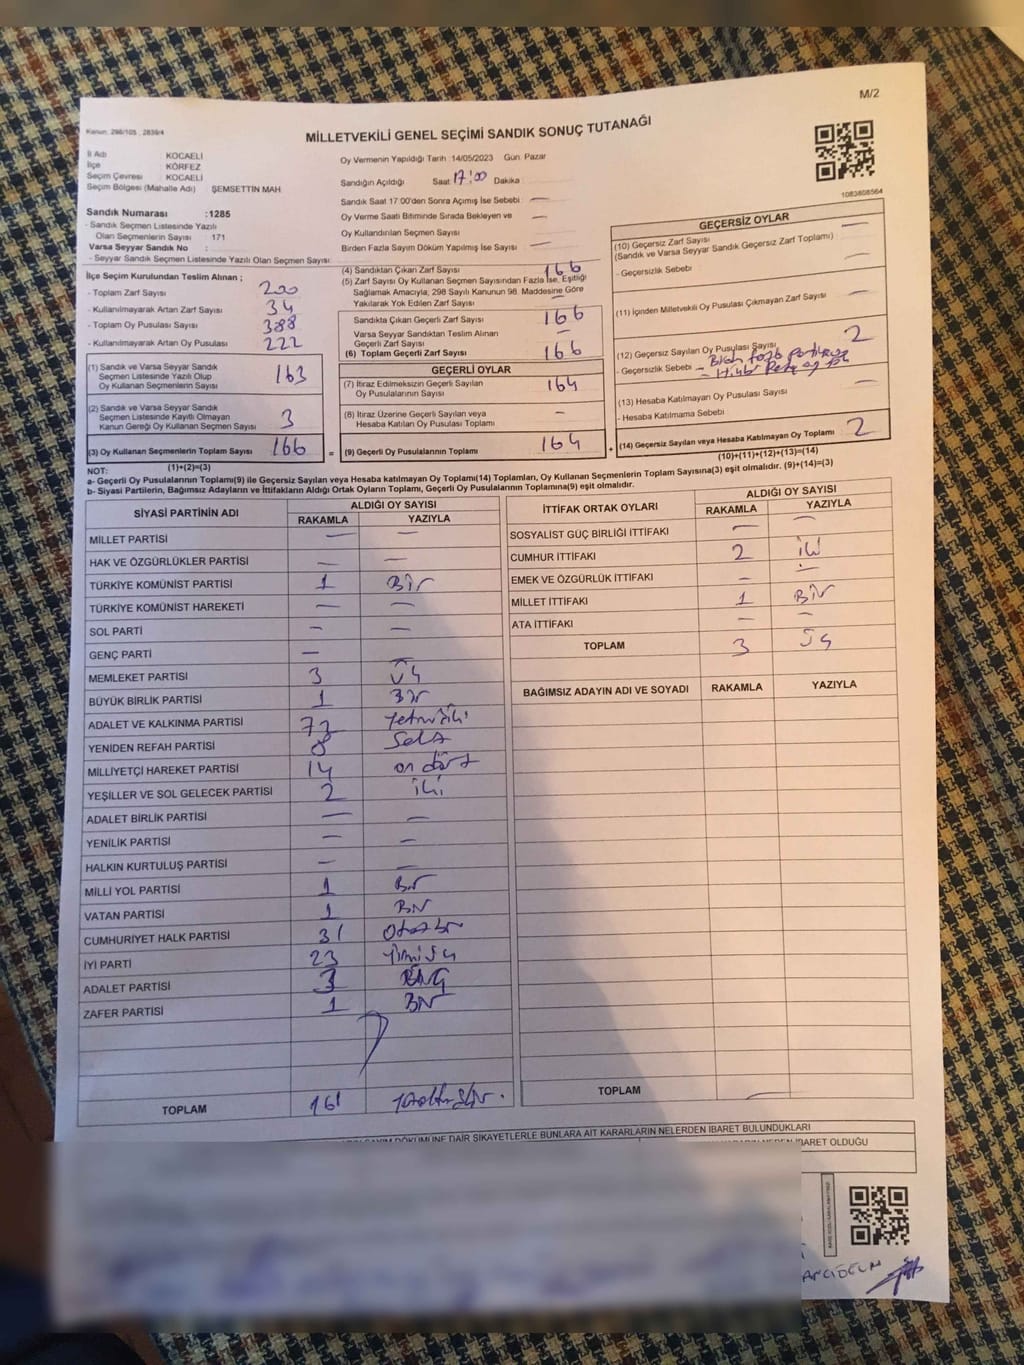 M/2
Kanun: 298/105 , 2839/4
MİLLETVEKİLİ GENEL SEÇİMİ SANDIK SONUÇ TUTANAĞI
İl Adı : KOCAELİ
İlçe : KÖRFEZ
Seçim Çevresi : KOCAELİ
Seçim Bölgesi (Mahalle Adı) ŞEMSETTİN MAH
Sandık Numarası :1285
- Sandık Seçmen Listesinde Yazılı
Olan Seçmenlerin Sayısı : 171
Varsa Seyyar Sandık No :
- Seyyar Sandık Seçmen Listesinde Yazılı Olan Seçmen Sayısı:
Oy Vermenin Yapıldığı Tarih :14/05/2023 Gün: Pazar
Sandığın Açıldığı Saat 17:00 Dakika :
Sandık Saat 17:00'den Sonra Açımış İse Sebebi : —
Oy Verme Saati Bitiminde Sırada Bekleyen ve
Oy Kullandırılan Seçmen Sayısı —
Birden Fazla Sayım Döküm Yapılmış İse Sayısı : —
1083808564
İlçe Seçim Kurulundan Teslim Alınan ;
- Toplam Zarf Sayısı : 200
- Kullanılmayarak Artan Zarf Sayısı : 34
- Toplam Oy Pusulası Sayısı : 388
- Kullanılmayarak Artan Oy Pusulası : 222
(1) Sandık ve Varsa Seyyar Sandık
Seçmen Listesinde Yazılı Olup
Oy Kullanan Seçmenlerin Sayısı : 163
(2) Sandık ve Varsa Seyyar Sandık
Seçmen Listesinde Kayıtlı Olmayan
Kanun Gereği Oy Kullanan Seçmen Sayısı : 3
(3) Oy Kullanan Seçmenlerin Toplam Sayısı : 166
(1)+(2)=(3)
(4) Sandıktan Çıkan Zarf Sayısı : 166
(5) Zarf Sayısı Oy Kullanan Seçmen Sayısından Fazla İse, Eşitliği
Sağlamak Amacıyla, 298 Sayılı Kanunun 98. Maddesine Göre
Yakılarak Yok Edilen Zarf Sayısı : —
Sandıkta Çıkan Geçerli Zarf Sayısı : 166
Varsa Seyyar Sandıktan Teslim Alınan
Geçerli Zarf Sayısı : —
(6) Toplam Geçerli Zarf Sayısı : 166
GEÇERLİ OYLAR
(7) İtiraz Edilmeksizin Geçerli Sayılan
Oy Pusulalarının Sayısı : 164
(8) İtiraz Üzerine Geçerli Sayılan veya
Hesaba Katılan Oy Pusulası Toplamı : —
= (9) Geçerli Oy Pusulalarının Toplamı : 164 +
GEÇERSİZ OYLAR
(10) Geçersiz Zarf Sayısı : —
(Sandık ve Varsa Seyyar Sandık Geçersiz Zarf Toplamı)
- Geçersizlik Sebebi : —
(11) İçinden Milletvekili Oy Pusulası Çıkmayan Zarf Sayısı : —
(12) Geçersiz Sayılan Oy Pusulası Sayısı : 2
- Geçersizlik Sebebi
(13) Hesaba Katılmayan Oy Pusulası Sayısı : —
- Hesaba Katılmama Sebebi :
(14) Geçersiz Sayılan veya Hesaba Katılmayan Oy Toplamı : 2
(10)+(11)+(12)+(13)=(14)
NOT:
a- Geçerli Oy Pusulalarının Toplamı(9) ile Geçersiz Sayılan veya Hesaba katılmayan Oy Toplamı(14) Toplamları, Oy Kullanan Seçmenlerin Toplam Sayısına(3) eşit olmalıdır. (9)+(14)=(3)
b- Siyasi Partilerin, Bağımsız Adayların ve İttifakların Aldığı Ortak Oyların Toplamı, Geçerli Oy Pusulalarının Toplamına(9) eşit olmalıdır.
SİYASİ PARTİNİN ADI ALDIĞI OY SAYISI
RAKAMLA YAZIYLA
MİLLET PARTİSİ — —
HAK VE ÖZGÜRLÜKLER PARTİSİ — —
TÜRKİYE KOMÜNİST PARTİSİ 1 Bir
TÜRKİYE KOMÜNİST HAREKETİ — —
SOL PARTİ — —
GENÇ PARTİ —
MEMLEKET PARTİSİ 3 Üç
BÜYÜK BİRLİK PARTİSİ 1 Bir
ADALET VE KALKINMA PARTİSİ 72 Yetmişiki
YENİDEN REFAH PARTİSİ 8 Sekiz
MİLLİYETÇİ HAREKET PARTİSİ 14 on dört
YEŞİLLER VE SOL GELECEK PARTİSİ 2 iki
ADALET BİRLİK PARTİSİ — —
YENİLİK PARTİSİ — —
HALKIN KURTULUŞ PARTİSİ — —
MİLLİ YOL PARTİSİ 1 Bir
VATAN PARTİSİ 1 Bir
CUMHURİYET HALK PARTİSİ 31 Otuzbir
İYİ PARTİ 23 Yirmi üç
ADALET PARTİSİ 3
ZAFER PARTİSİ 1 Bir
TOPLAM 161 Yüzaltmışbir.
İTTİFAK ORTAK OYLARI ALDIĞI OY SAYISI
RAKAMLA YAZIYLA
SOSYALİST GÜÇ BİRLİĞİ İTTİFAKI — —
CUMHUR İTTİFAKI 2 iki
EMEK VE ÖZGÜRLÜK İTTİFAKI — —
MİLLET İTTİFAKI 1 Bir
ATA İTTİFAKI — —
TOPLAM 3 üç
BAĞIMSIZ ADAYIN ADI VE SOYADI RAKAMLA YAZIYLA
TOPLAM —
SAYIM DÖKÜMÜNE DAİR ŞİKAYETLERLE BUNLARA AİT KARARLARIN NELERDEN İBARET BULUNDUKLARI
İBARET OLDUĞU